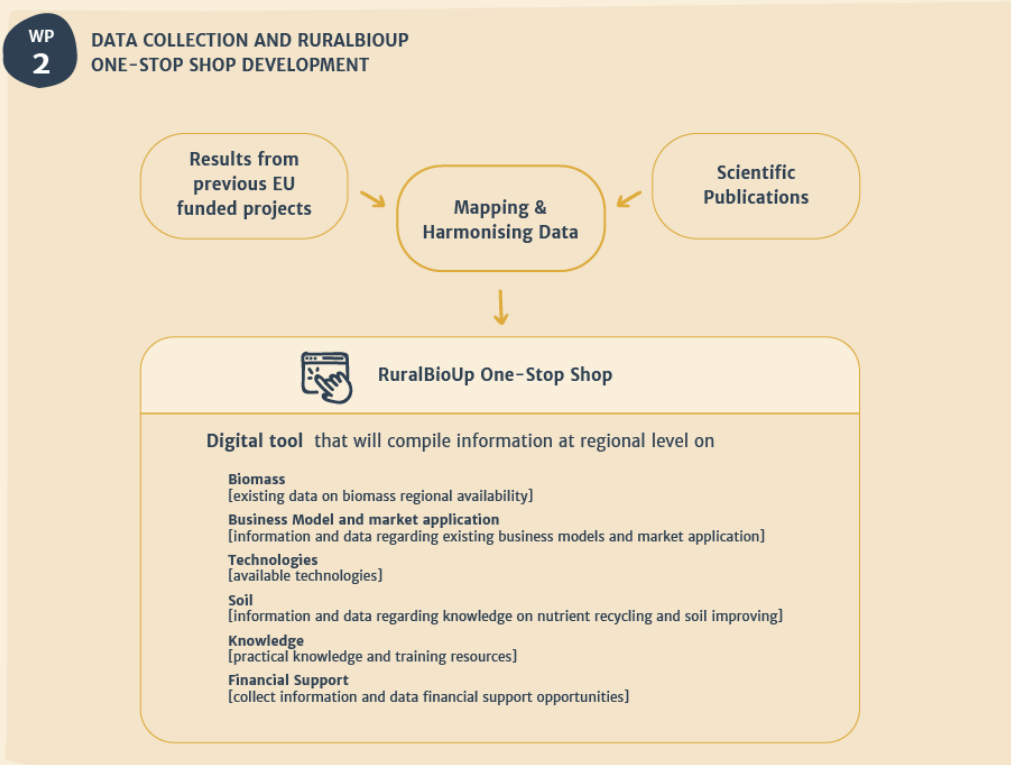 WP
2
DATA COLLECTION AND RURALBIOUP
ONE-STOP SHOP DEVELOPMENT
Results from
previous EU
funded projects
Mapping &
Harmonising Data
Scientific
Publications
RuralBioUp One-Stop Shop
Digital tool that will compile information at regional level on
Biomass
[existing data on biomass regional availability]
Business Model and market application
[information and data regarding existing business models and market application]
Technologies
[available technologies]
Soil
[information and data regarding knowledge on nutrient recycling and soil improving]
Knowledge
[practical knowledge and training resources]
Financial Support
[collect information and data financial support opportunities]